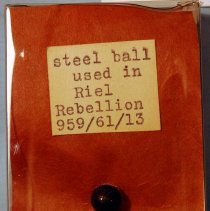 steel ball
used in
Riel
Rebellion
959/61/13